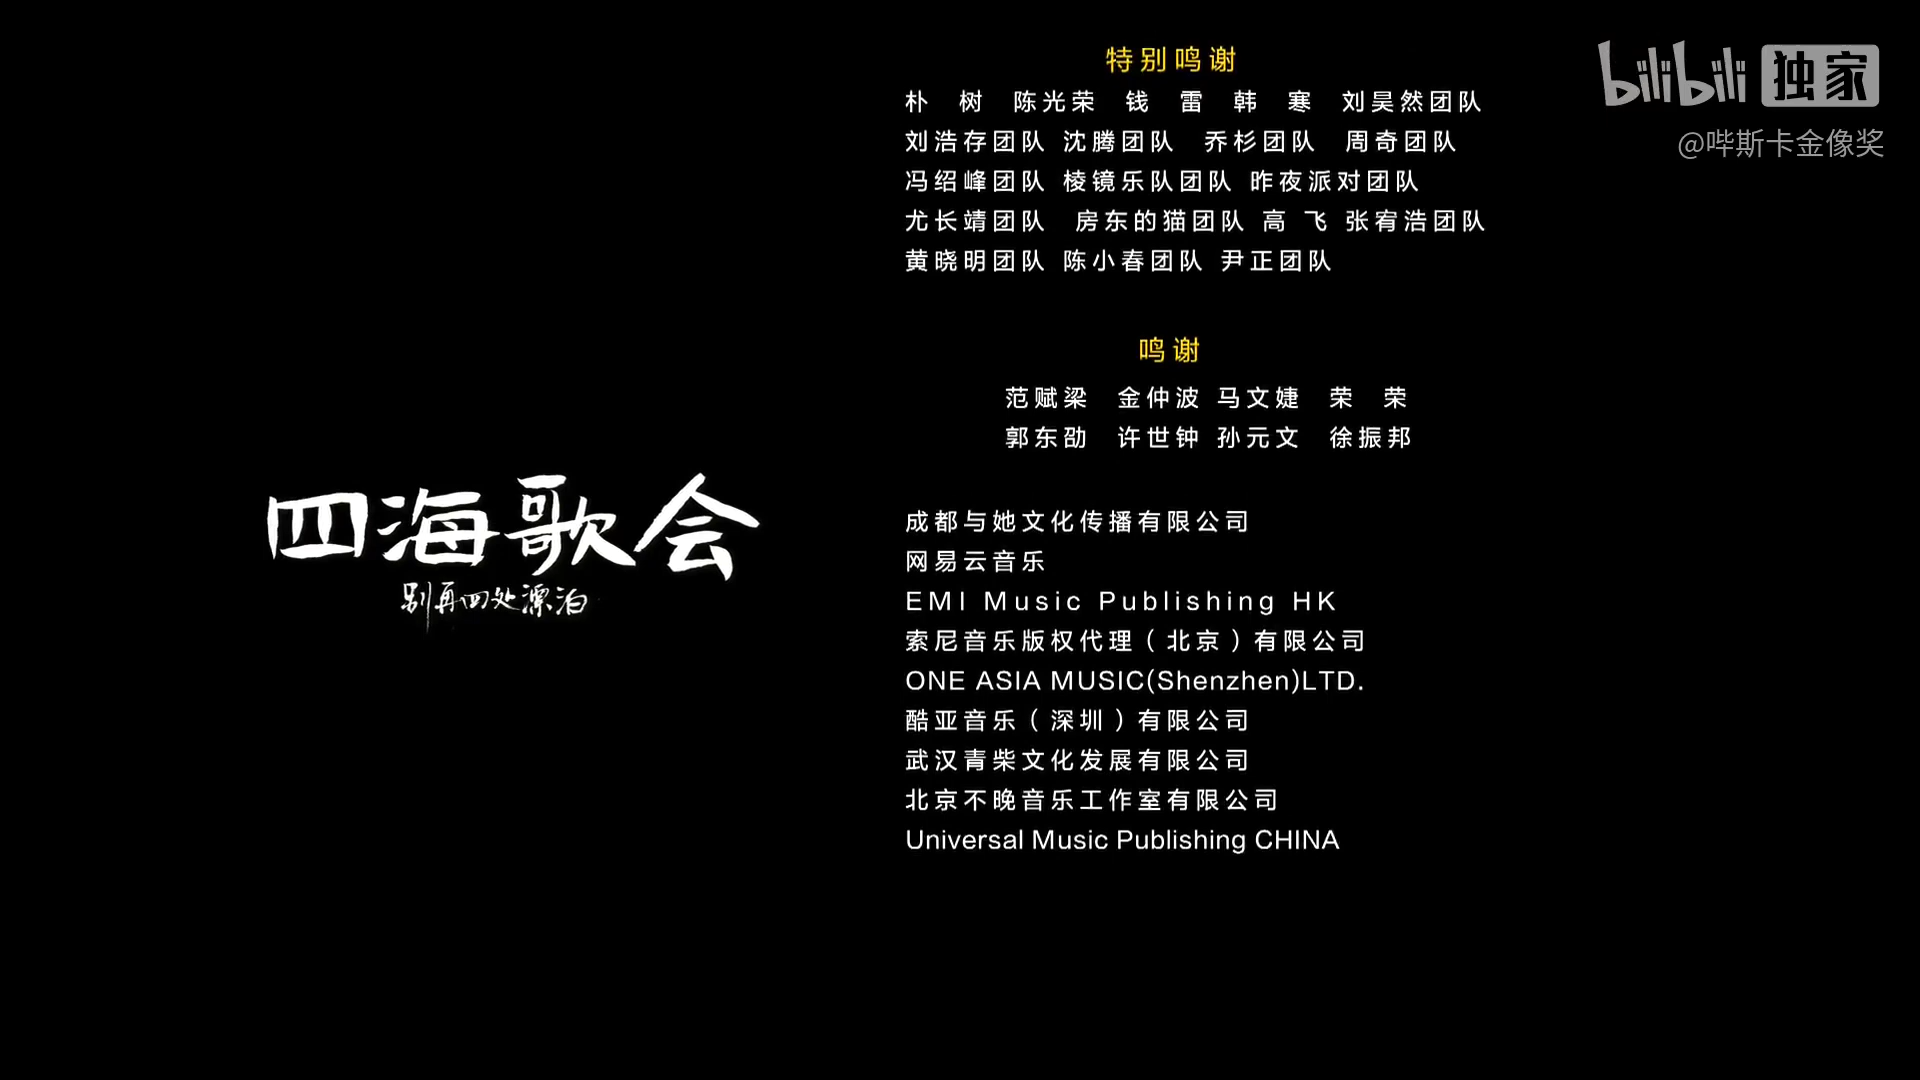 特别鸣谢
朴 树 陈光荣 钱 雷 韩 寒 刘昊然团队
刘浩存团队 沈腾团队 乔杉团队 周奇团队
冯绍峰团队 棱镜乐队团队 昨夜派对团队
尤长靖团队 房东的猫团队 高 飞 张宥浩团队
黄晓明团队 陈小春团队 尹正团队
鸣谢
范赋梁 金仲波 马文婕 荣 荣
郭东劭 许世钟 孙元文 徐振邦
成都与她文化传播有限公司
网易云音乐
EMI Music Publishing HK
索尼音乐版权代理（北京）有限公司
ONE ASIA MUSIC(Shenzhen)LTD.
酷亚音乐（深圳）有限公司
武汉青柴文化发展有限公司
北京不晚音乐工作室有限公司
Universal Music Publishing CHINA
四海歌会
别再四处漂泊
bilibili 独家
@哔斯卡金像奖